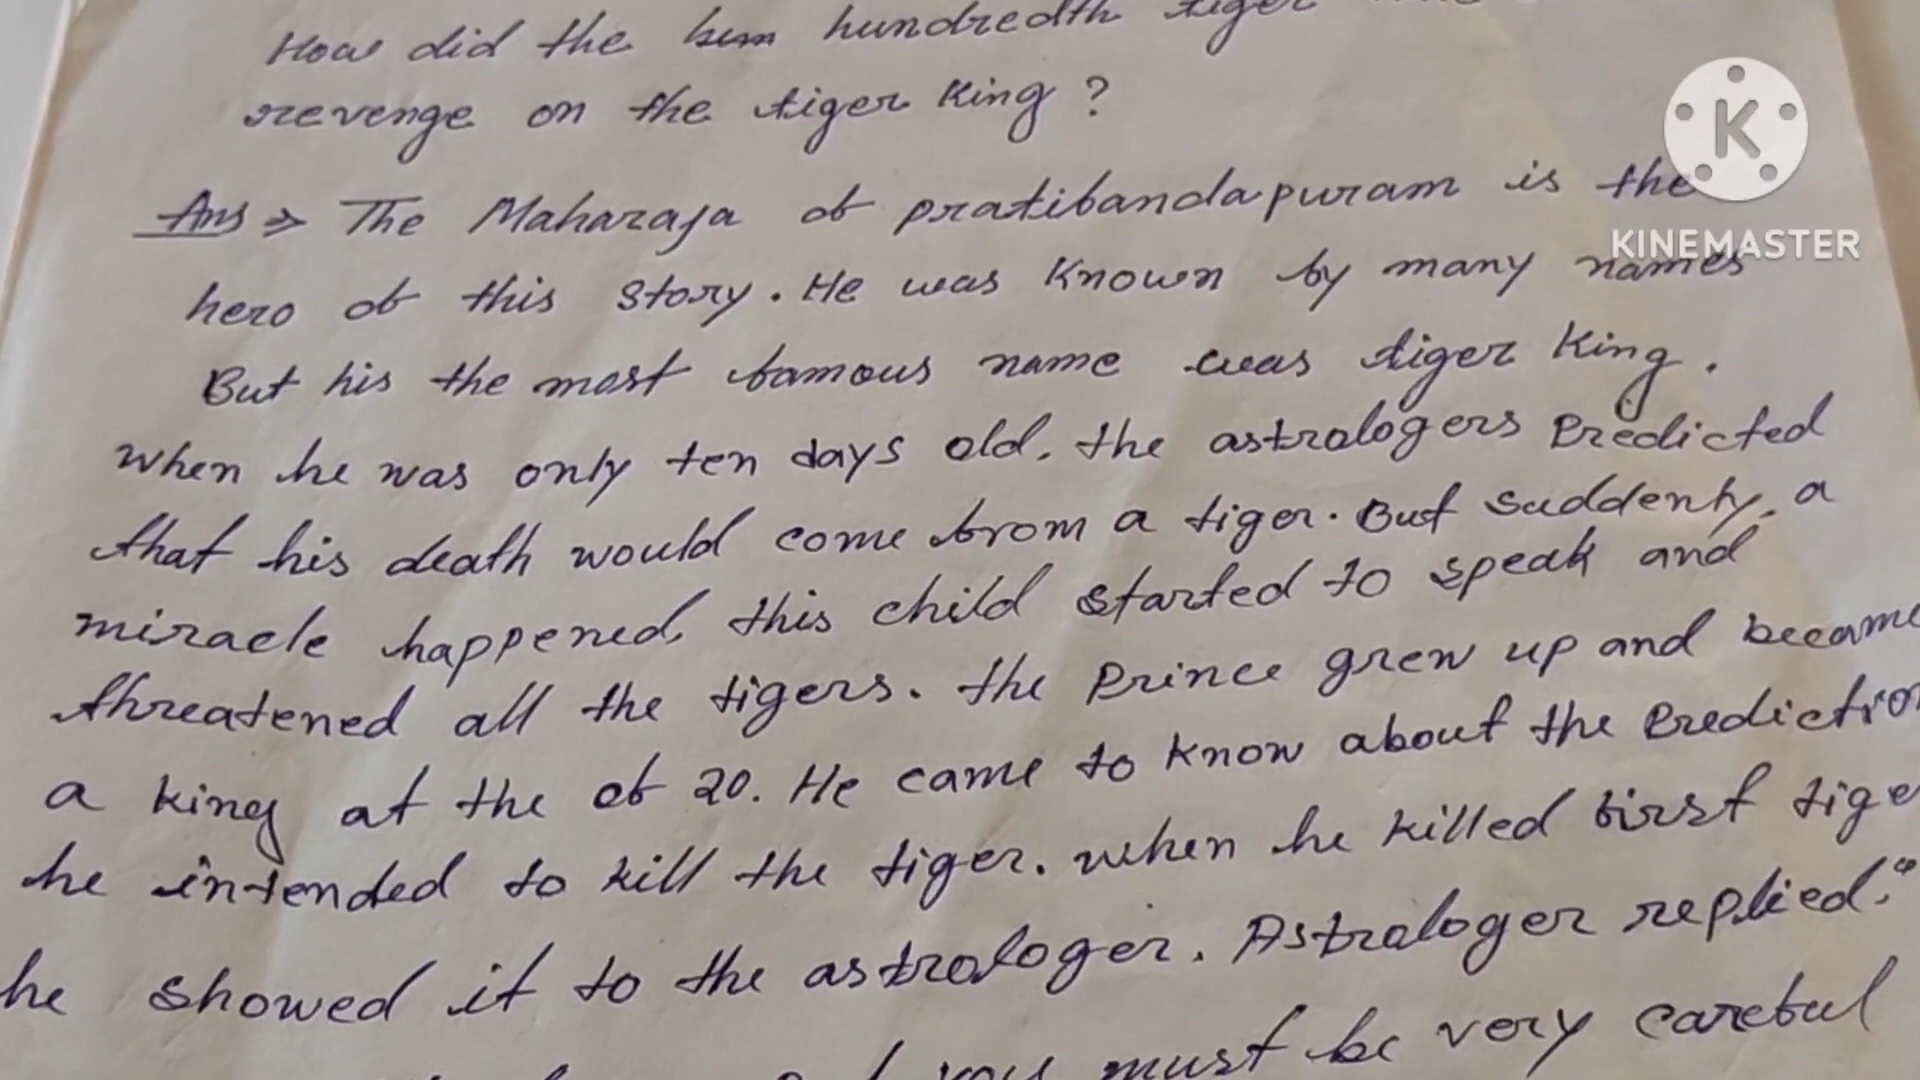 How did the hundredth tiger
revenge on the tiger king ?
Ans ⇒ The Maharaja of pratibandapuram is the
hero of this story. He was known by many names
But his the most famous name was tiger king.
when he was only ten days old, the astrologers predicted
that his death would come from a tiger. But suddenly, a
miracle happened, this child started to speak and
threatened all the tigers. the prince grew up and became
a king at the of 20. He came to know about the prediction
he intended to kill the tiger. when he killed first tiger
he showed it to the astrologer. Astrologer replied, "
you must be very careful
K
KINEMASTER